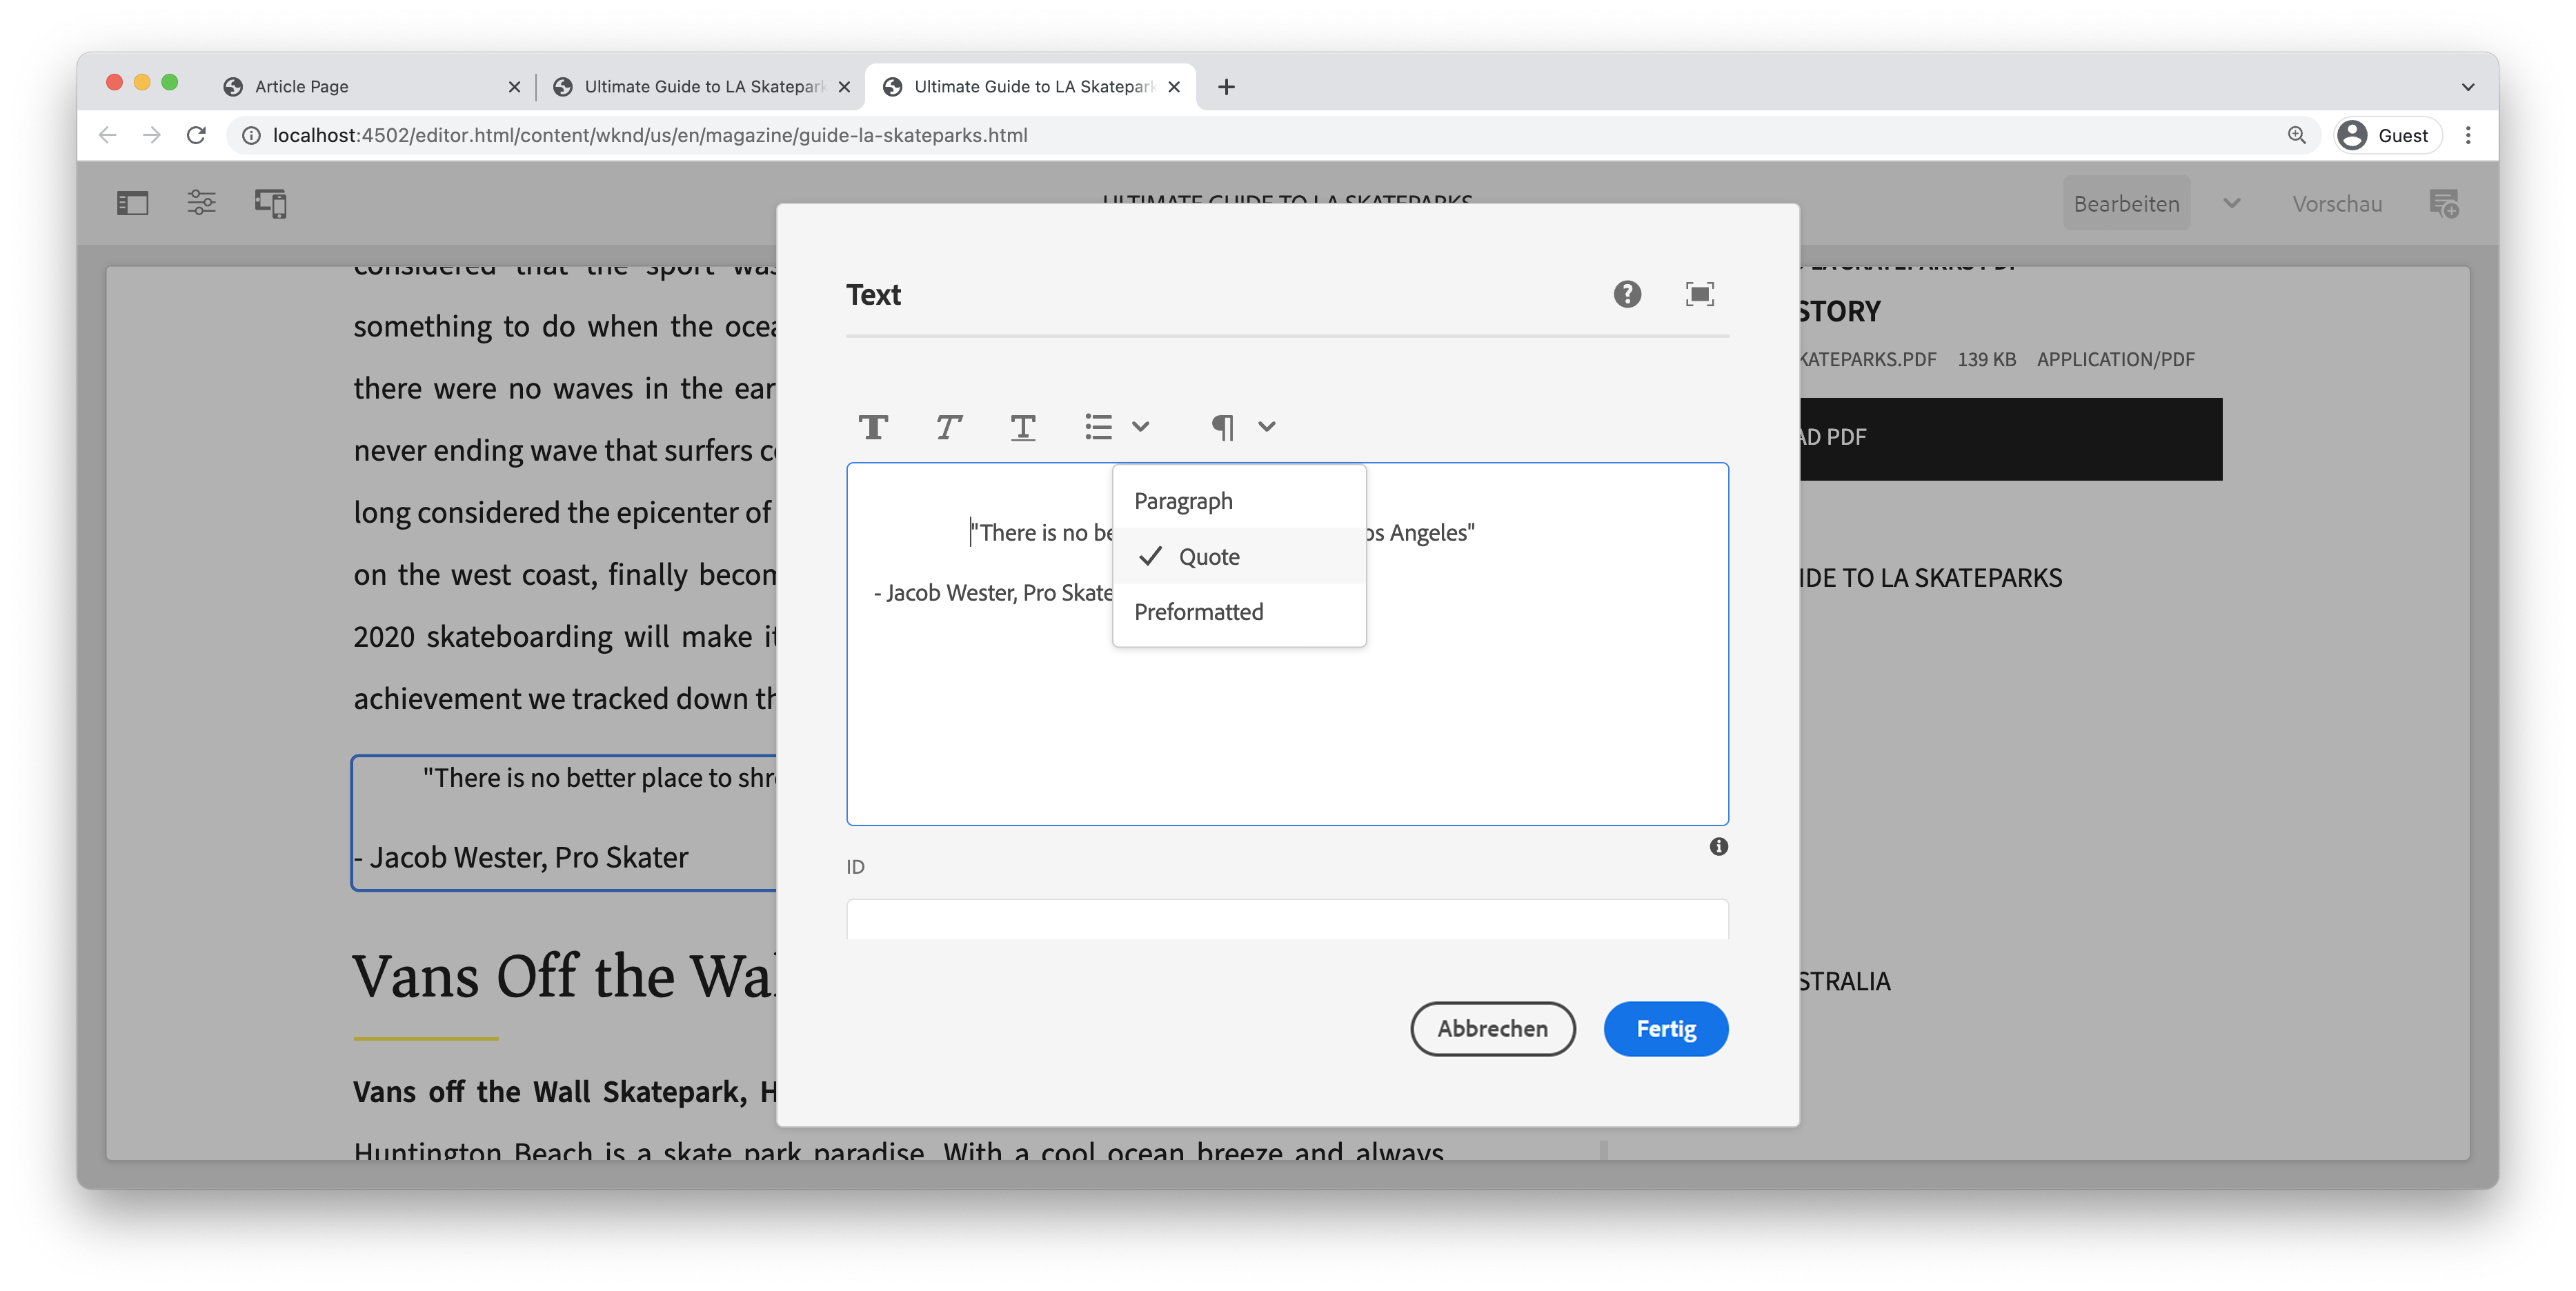 Article Page
Ultimate Guide to LA Skatepark
Ultimate Guide to LA Skatepark
localhost:4502/editor.html/content/wknd/us/en/magazine/guide-la-skateparks.html
Guest
ULTIMATE GUIDE TO LA SKATEPARKS
Bearbeiten
Vorschau
considered that the sport was
something to do when the ocea
there were no waves in the ear
never ending wave that surfers c
long considered the epicenter of
on the west coast, finally becom
2020 skateboarding will make it
achievement we tracked down th
"There is no better place to shre
- Jacob Wester, Pro Skater
Vans Off the Wal
Vans off the Wall Skatepark, H
Huntington Beach is a skate park paradise. With a cool ocean breeze and always
Text
Paragraph
Quote
Preformatted
"There is no be os Angeles"
- Jacob Wester, Pro Skate
ID
Abbrechen
Fertig
LA SKATEPARKS PDF
STORY
KATEPARKS.PDF 139 KB APPLICATION/PDF
AD PDF
IDE TO LA SKATEPARKS
STRALIA